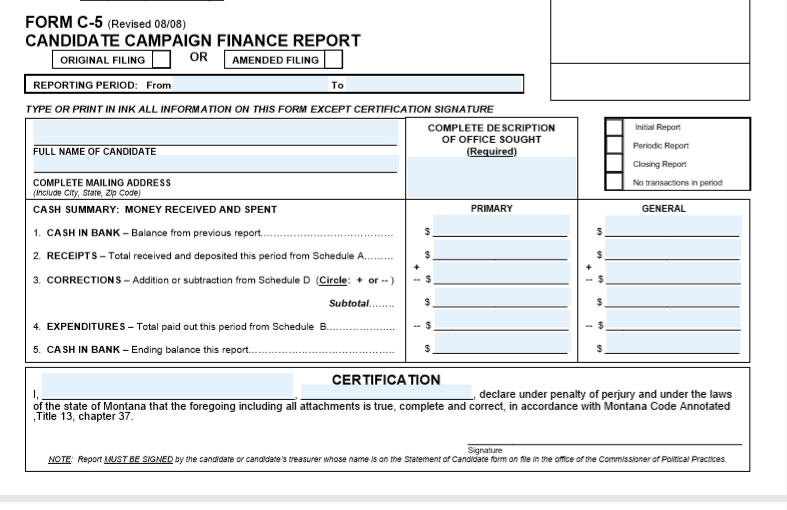 FORM C-5 (Revised 08/08)
CANDIDATE CAMPAIGN FINANCE REPORT
ORIGINAL FILING OR AMENDED FILING
REPORTING PERIOD: From To
TYPE OR PRINT IN INK ALL INFORMATION ON THIS FORM EXCEPT CERTIFICATION SIGNATURE
FULL NAME OF CANDIDATE
COMPLETE MAILING ADDRESS
(Include City, State, Zip Code)
COMPLETE DESCRIPTION
OF OFFICE SOUGHT
(Required)
Initial Report
Periodic Report
Closing Report
No transactions in period
CASH SUMMARY: MONEY RECEIVED AND SPENT PRIMARY GENERAL
1. CASH IN BANK – Balance from previous report........................................ $ $
2. RECEIPTS – Total received and deposited this period from Schedule A......... $ $
3. CORRECTIONS – Addition or subtraction from Schedule D (Circle: + or -- ) + -- $ + -- $
Subtotal........ $ $
4. EXPENDITURES – Total paid out this period from Schedule B..................... -- $ -- $
5. CASH IN BANK – Ending balance this report............................................ $ $
CERTIFICATION
I, , , declare under penalty of perjury and under the laws
of the state of Montana that the foregoing including all attachments is true, complete and correct, in accordance with Montana Code Annotated
,Title 13, chapter 37.
Signature
NOTE: Report MUST BE SIGNED by the candidate or candidate's treasurer whose name is on the Statement of Candidate form on file in the office of the Commissioner of Political Practices.